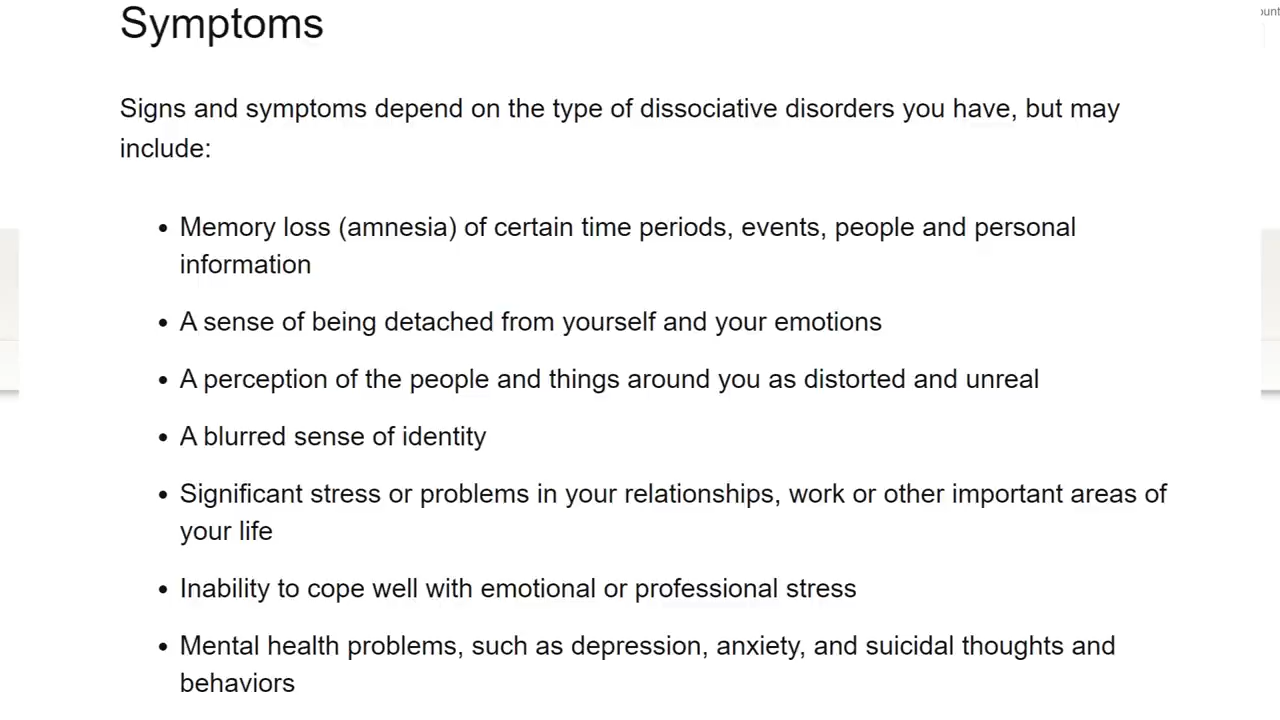 Symptoms
Signs and symptoms depend on the type of dissociative disorders you have, but may
include:
• Memory loss (amnesia) of certain time periods, events, people and personal
information
• A sense of being detached from yourself and your emotions
• A perception of the people and things around you as distorted and unreal
• A blurred sense of identity
• Significant stress or problems in your relationships, work or other important areas of
your life
• Inability to cope well with emotional or professional stress
• Mental health problems, such as depression, anxiety, and suicidal thoughts and
behaviors